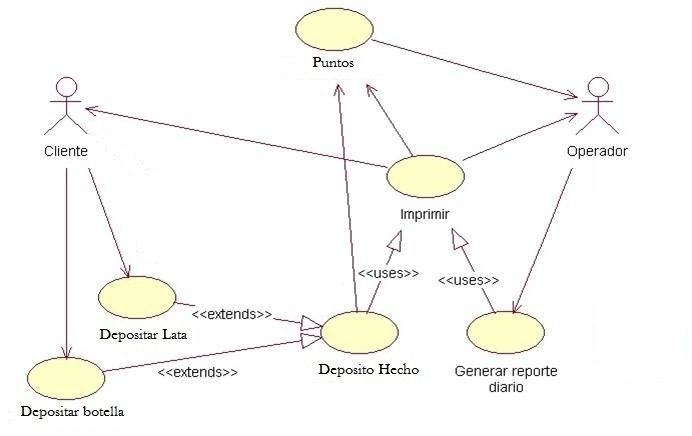 Puntos
Cliente
Operador
Imprimir
<<uses>>
<<uses>>
<<extends>>
Depositar Lata
Deposito Hecho
Generar reporte
diario
<<extends>>
Depositar botella